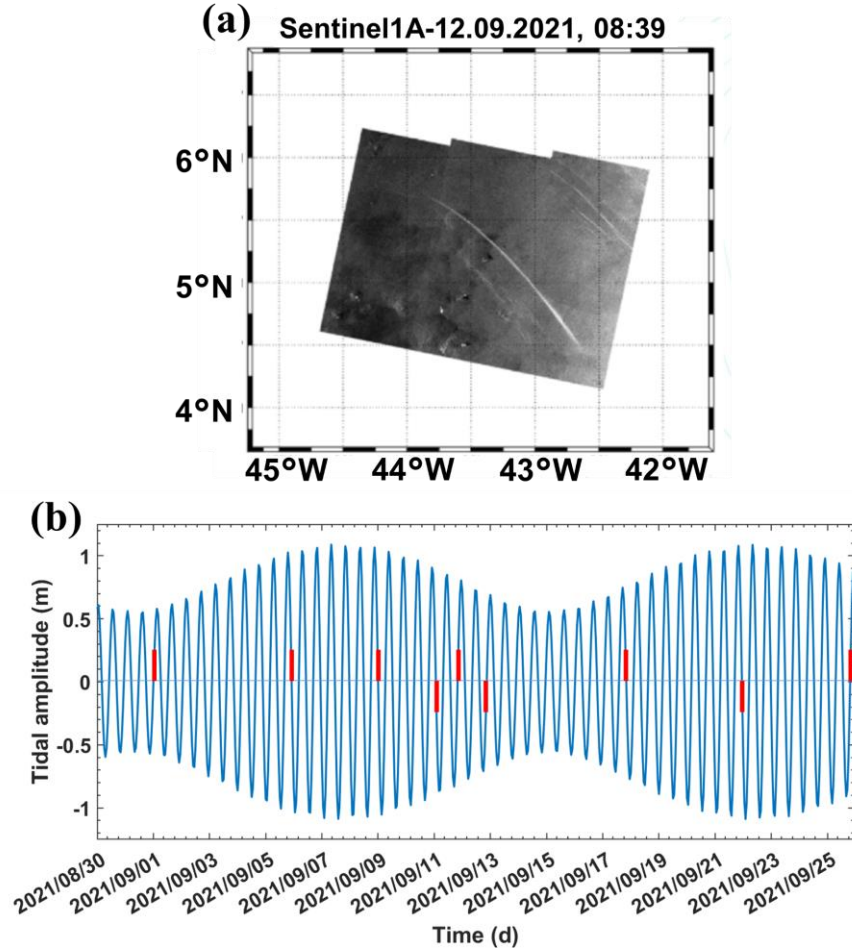 (a) Sentinel1A-12.09.2021, 08:39
6°N
5°N
4°N
45°W 44°W 43°W 42°W
(b)
Tidal amplitude (m)
1
0.5
0
-0.5
-1
2021/08/30 2021/09/01 2021/09/03 2021/09/05 2021/09/07 2021/09/09 2021/09/11 2021/09/13 2021/09/15 2021/09/17 2021/09/19 2021/09/21 2021/09/23 2021/09/25
Time (d)